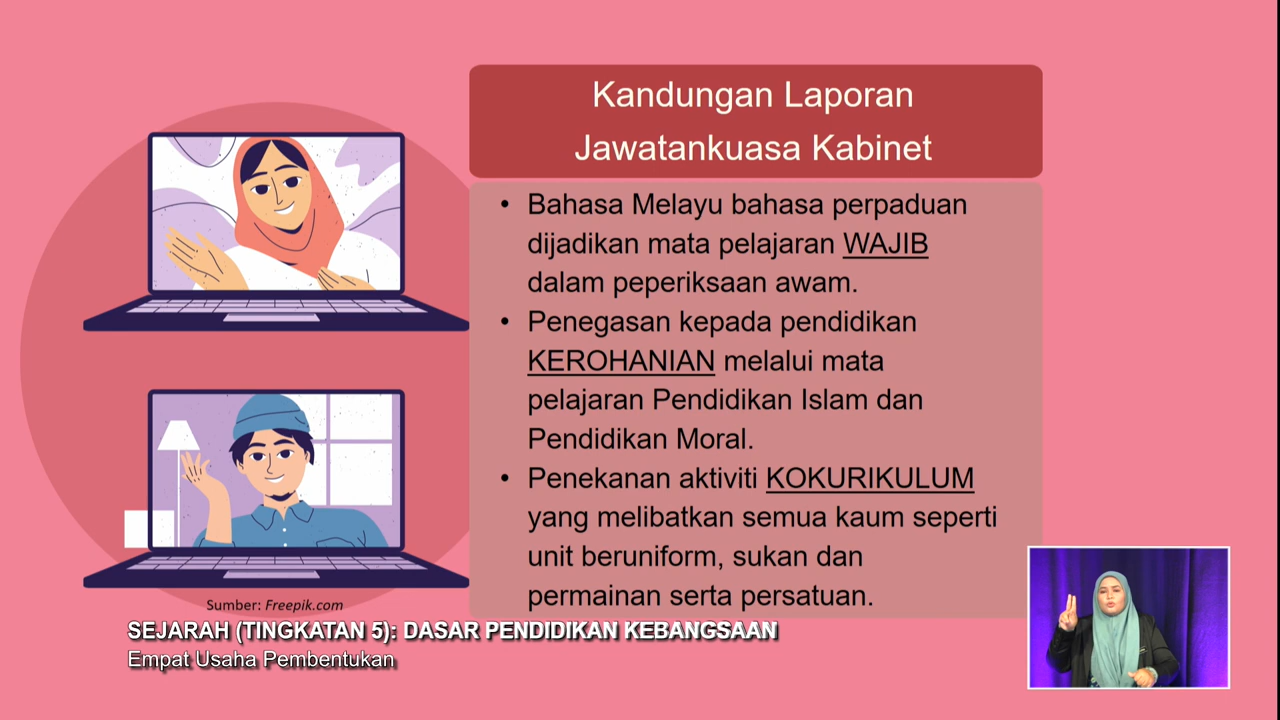 Kandungan Laporan
Jawatankuasa Kabinet
• Bahasa Melayu bahasa perpaduan
dijadikan mata pelajaran WAJIB
dalam peperiksaan awam.
• Penegasan kepada pendidikan
KEROHANIAN melalui mata
pelajaran Pendidikan Islam dan
Pendidikan Moral.
• Penekanan aktiviti KOKURIKULUM
yang melibatkan semua kaum seperti
unit beruniform, sukan dan
permainan serta persatuan.
Sumber: Freepik.com
SEJARAH (TINGKATAN 5): DASAR PENDIDIKAN KEBANGSAAN
Empat Usaha Pembentukan